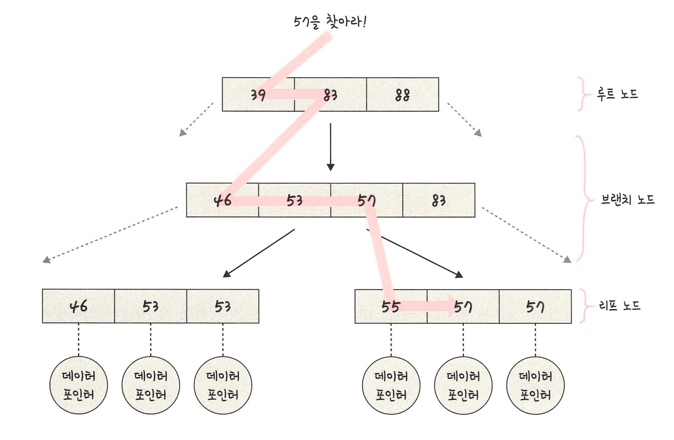 57을 찾아라!
39 83 88
루트 노드
46 53 57 83
브랜치 노드
46 53 53
55 57 57
리프 노드
데이터
포인터
데이터
포인터
데이터
포인터
데이터
포인터
데이터
포인터
데이터
포인터